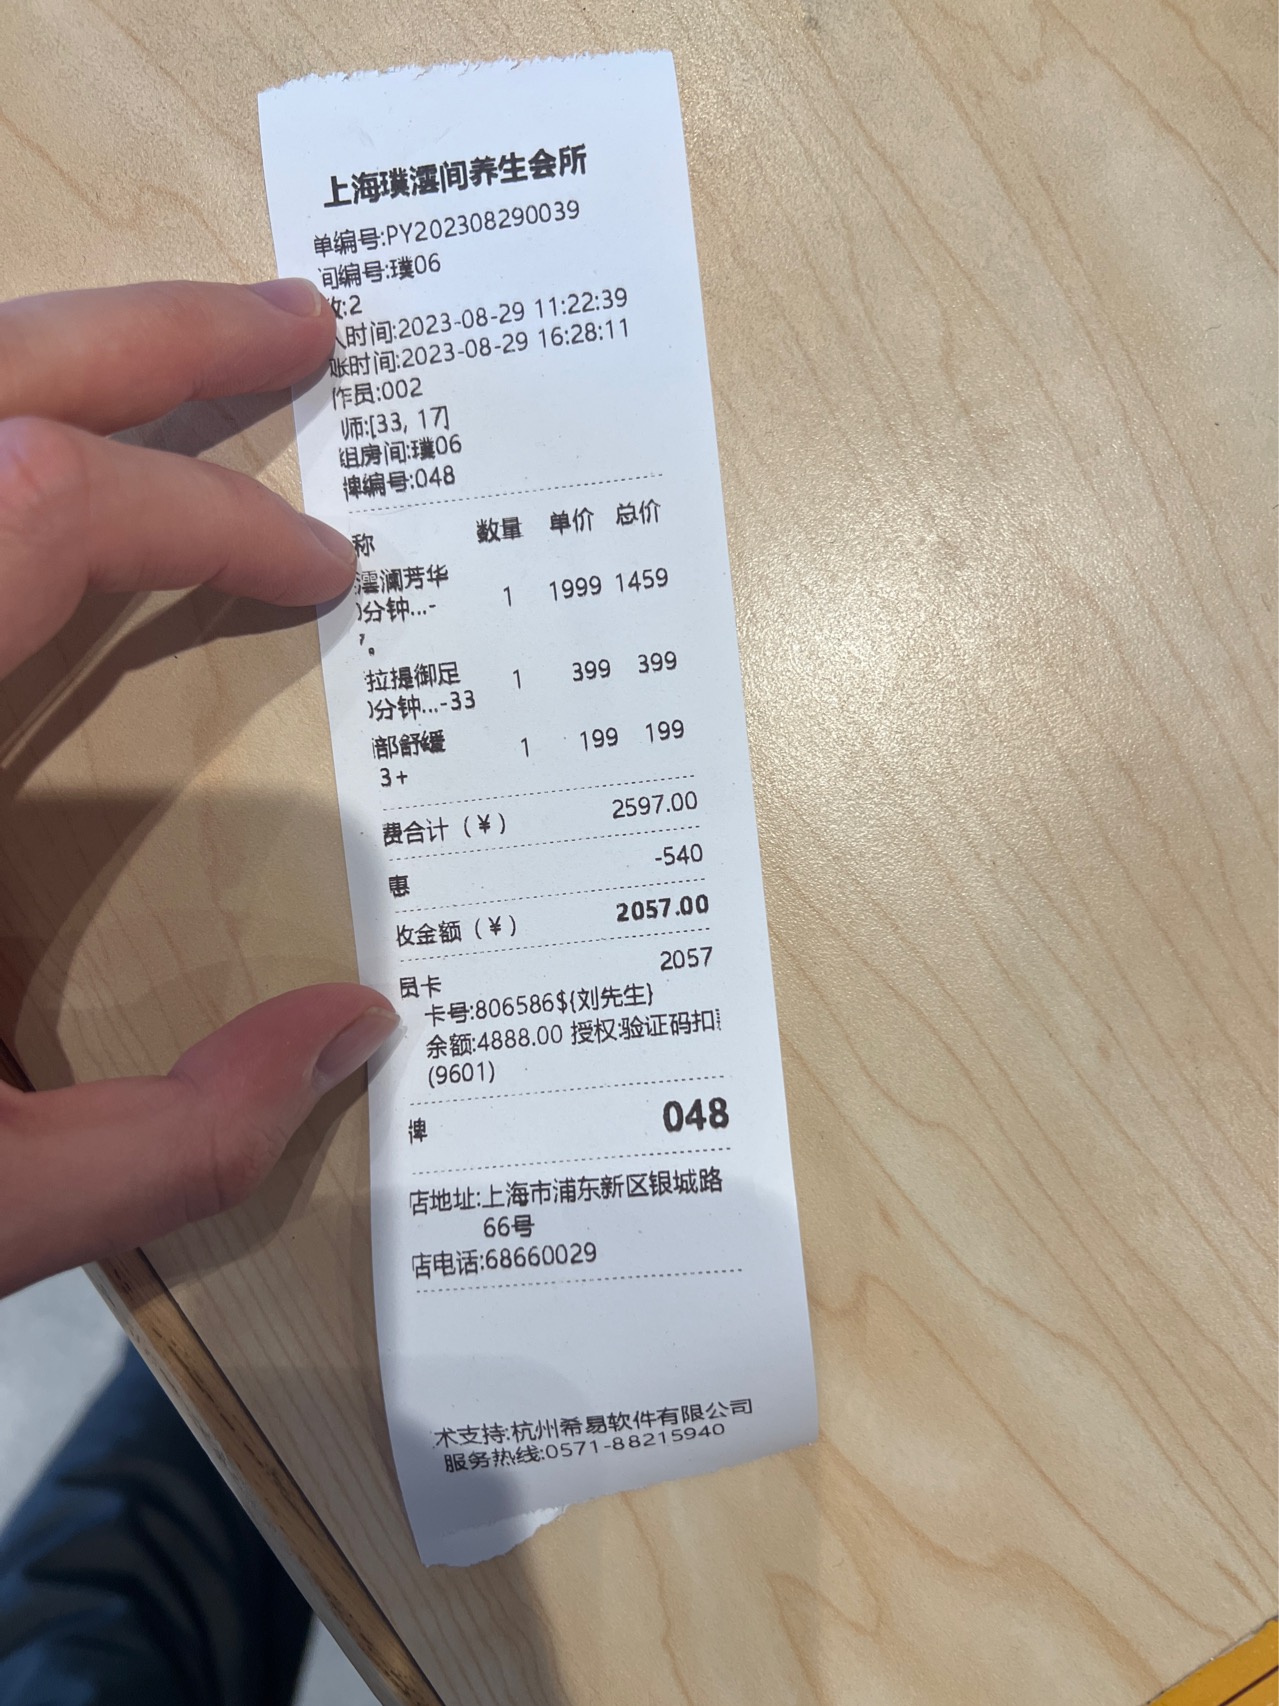 上海璞澐间养生会所
单编号:PY202308290039
间编号:璞06
数:2
入时间:2023-08-29 11:22:39
账时间:2023-08-29 16:28:11
作员:002
师:[33, 17]
组房间:璞06
牌编号:048
称 数量 单价 总价
澐澜芳华 1 1999 1459
0分钟...-
7。
拉提御足 1 399 399
0分钟...-33
部舒缓 1 199 199
3+
费合计（¥） 2597.00
惠 -540
收金额（¥） 2057.00
员卡 2057
卡号:806586${刘先生}
余额:4888.00 授权:验证码扣
(9601)
牌 048
店地址:上海市浦东新区银城路
66号
店电话:68660029
术支持:杭州希易软件有限公司
服务热线:0571-88215940